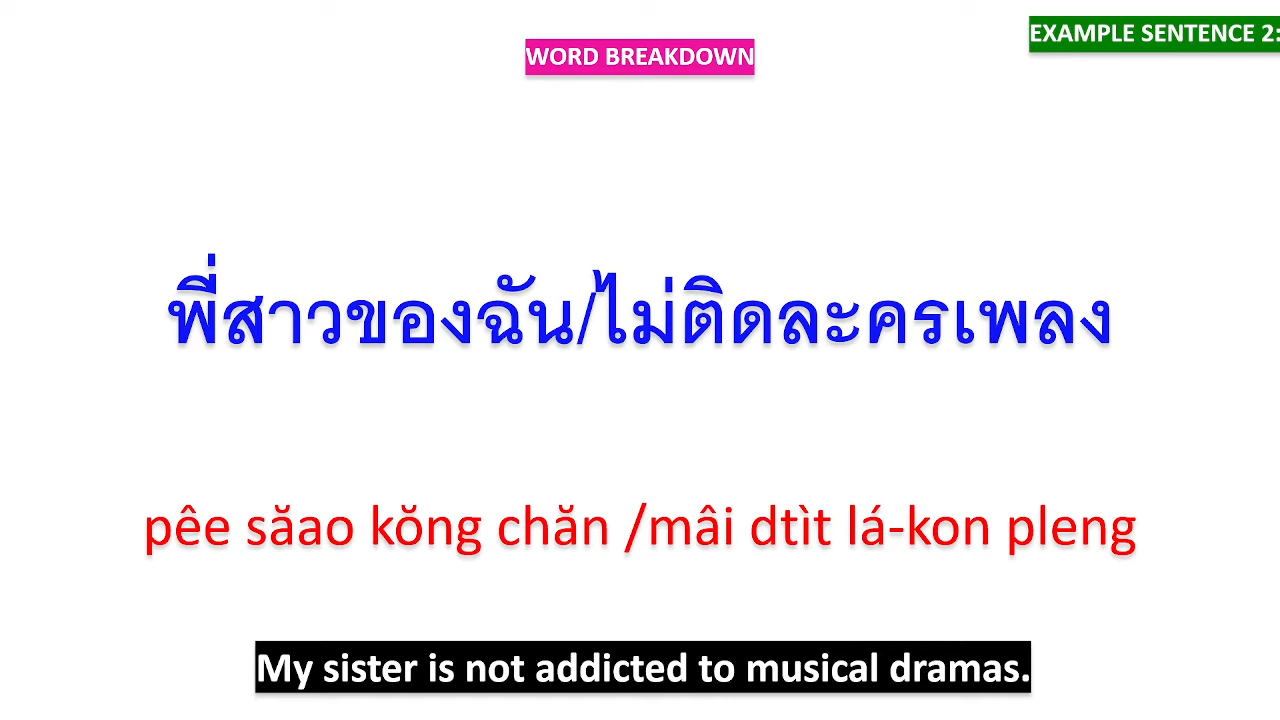 EXAMPLE SENTENCE 2:
WORD BREAKDOWN
พี่สาวของฉัน/ไม่ติดละครเพลง
pêe săao kŏng chăn /mâi dtìt lá-kon pleng
My sister is not addicted to musical dramas.